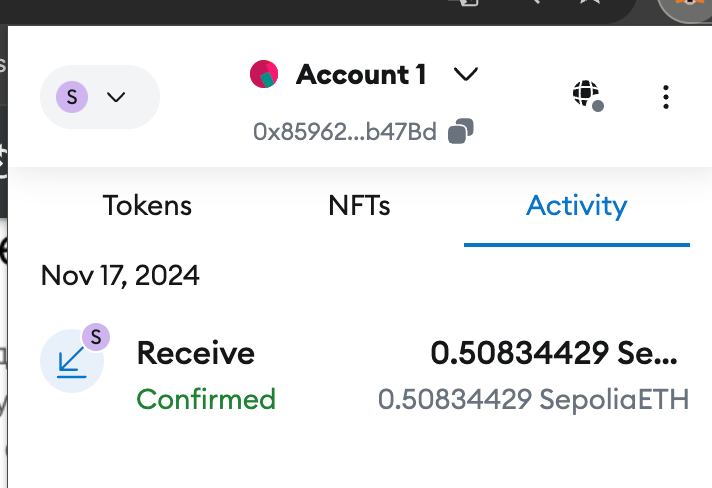 S
Account 1
0x85962...b47Bd
Tokens
NFTs
Activity
Nov 17, 2024
S
Receive
0.50834429 Se...
Confirmed
0.50834429 SepoliaETH